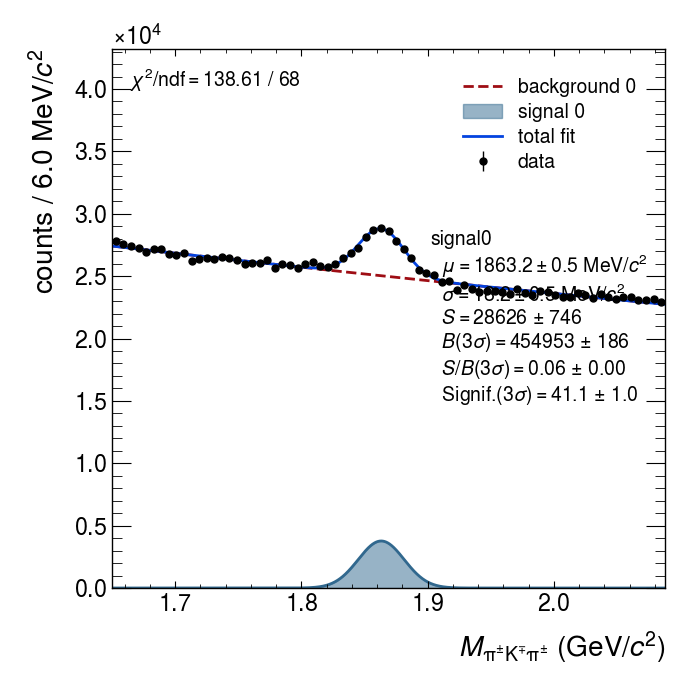 ×10⁴
χ²/ndf = 138.61 / 68
background 0
signal 0
total fit
data
signal0
μ = 1863.2 ± 0.5 MeV/c²
S = 28626 ± 746
B(3σ) = 454953 ± 186
S/B(3σ) = 0.06 ± 0.00
Signif.(3σ) = 41.1 ± 1.0
counts / 6.0 MeV/c²
4.0
3.5
3.0
2.5
2.0
1.5
1.0
0.5
0.0
1.7 1.8 1.9 2.0
M_π±K∓π± (GeV/c²)